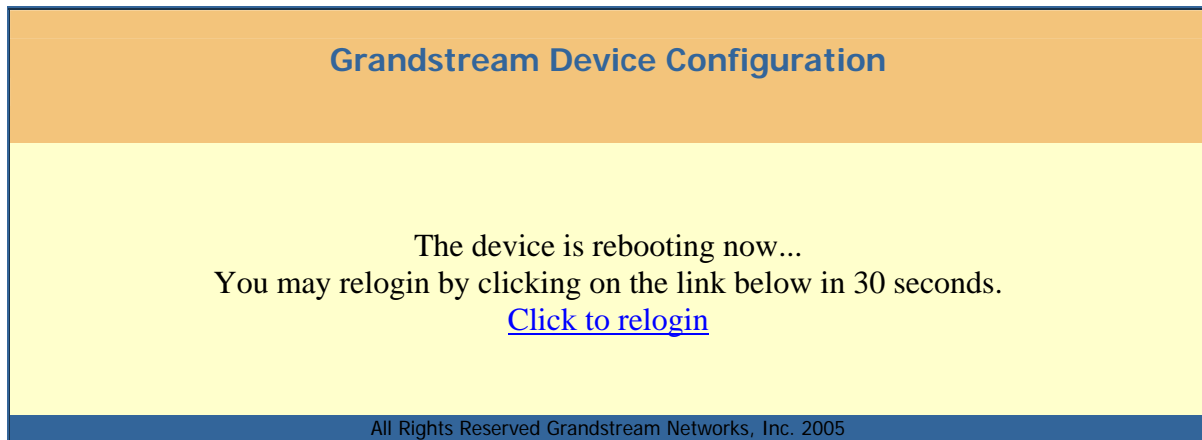 Grandstream Device Configuration
The device is rebooting now...
You may relogin by clicking on the link below in 30 seconds.
Click to relogin
All Rights Reserved Grandstream Networks, Inc. 2005